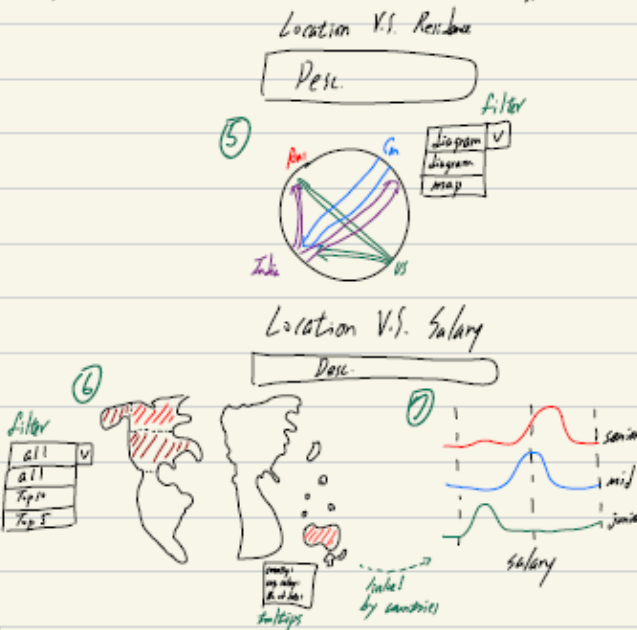 Location V.S. Residence
Desc.
filter
5
Cn
diagram V
diagram
map
India
US
Location V.S. Salary
Desc.
6
7
filter
all V
all
Top 10
Top 5
senior
mid
junior
salary
linked
by countries
tooltips